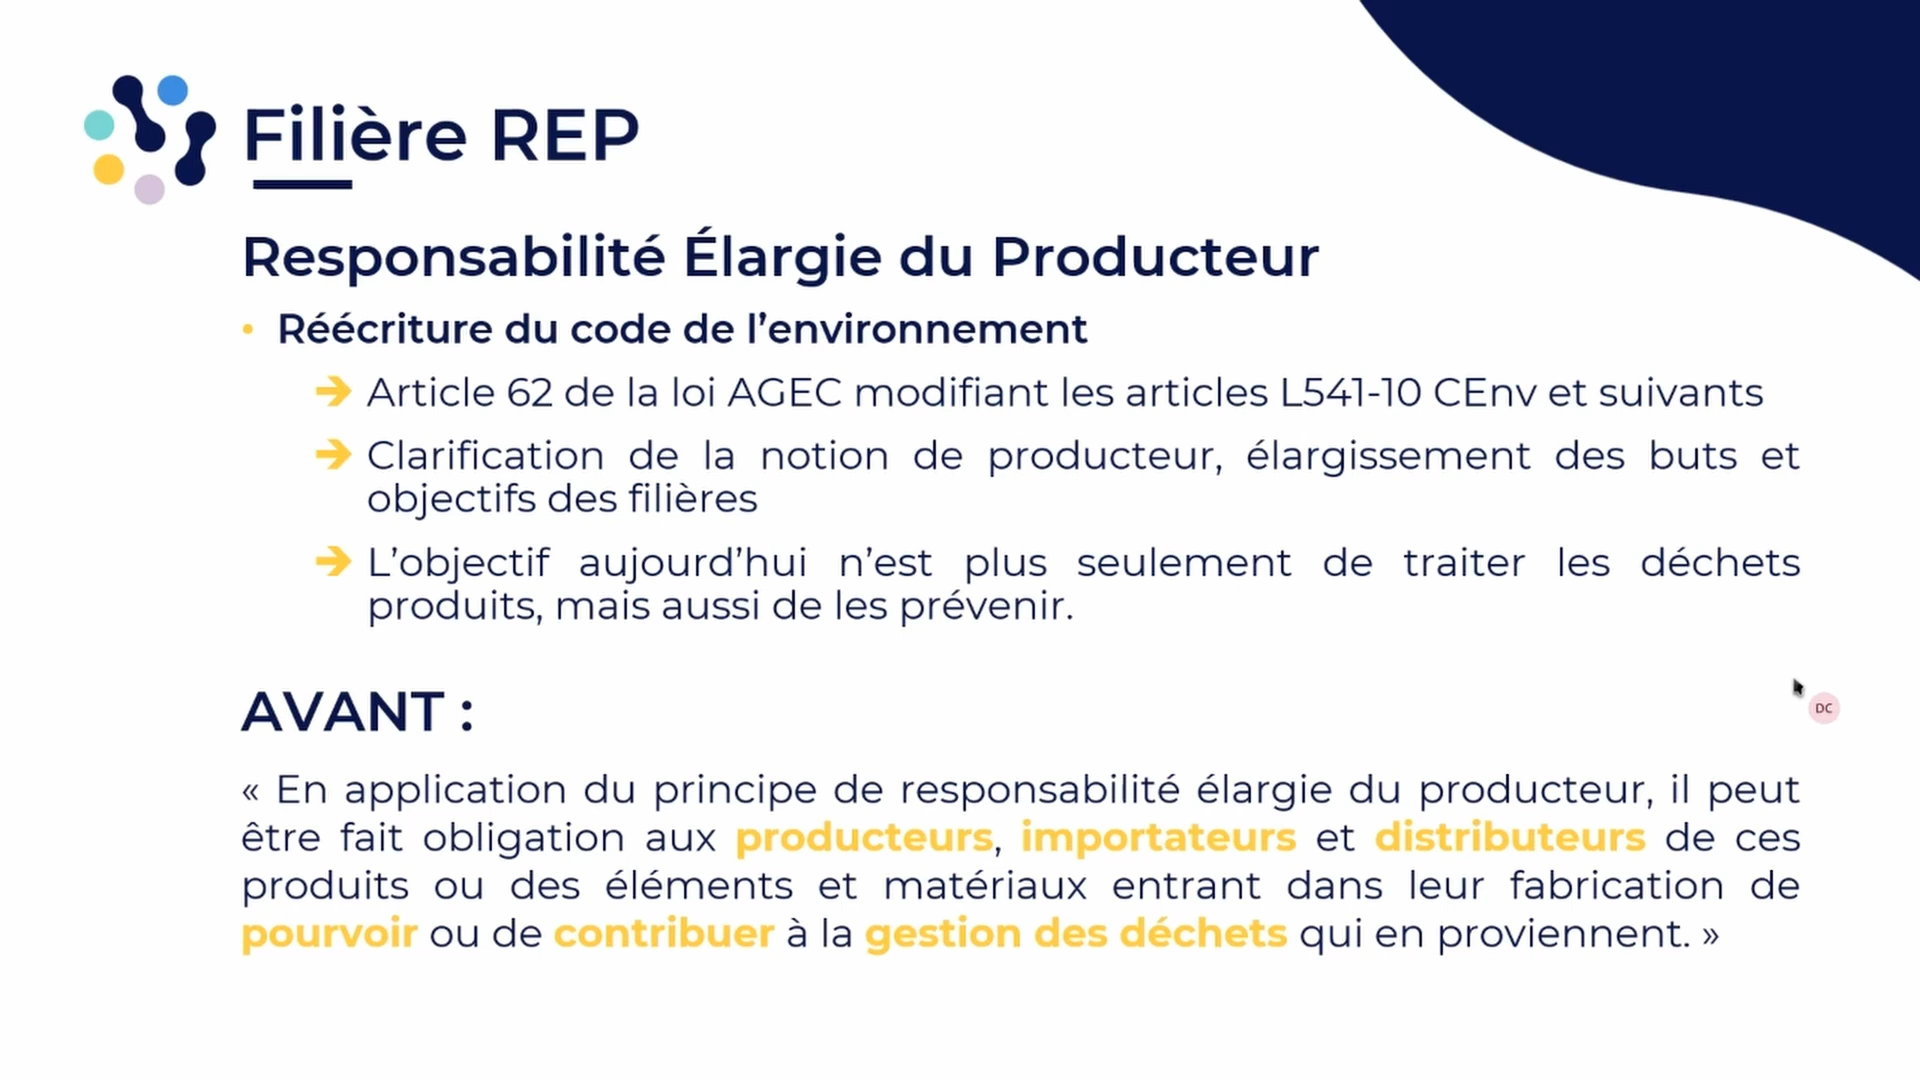 Filière REP
Responsabilité Élargie du Producteur
• Réécriture du code de l’environnement
➔ Article 62 de la loi AGEC modifiant les articles L541-10 CEnv et suivants
➔ Clarification de la notion de producteur, élargissement des buts et
objectifs des filières
➔ L’objectif aujourd’hui n’est plus seulement de traiter les déchets
produits, mais aussi de les prévenir.
AVANT :
DC
« En application du principe de responsabilité élargie du producteur, il peut
être fait obligation aux producteurs, importateurs et distributeurs de ces
produits ou des éléments et matériaux entrant dans leur fabrication de
pourvoir ou de contribuer à la gestion des déchets qui en proviennent. »